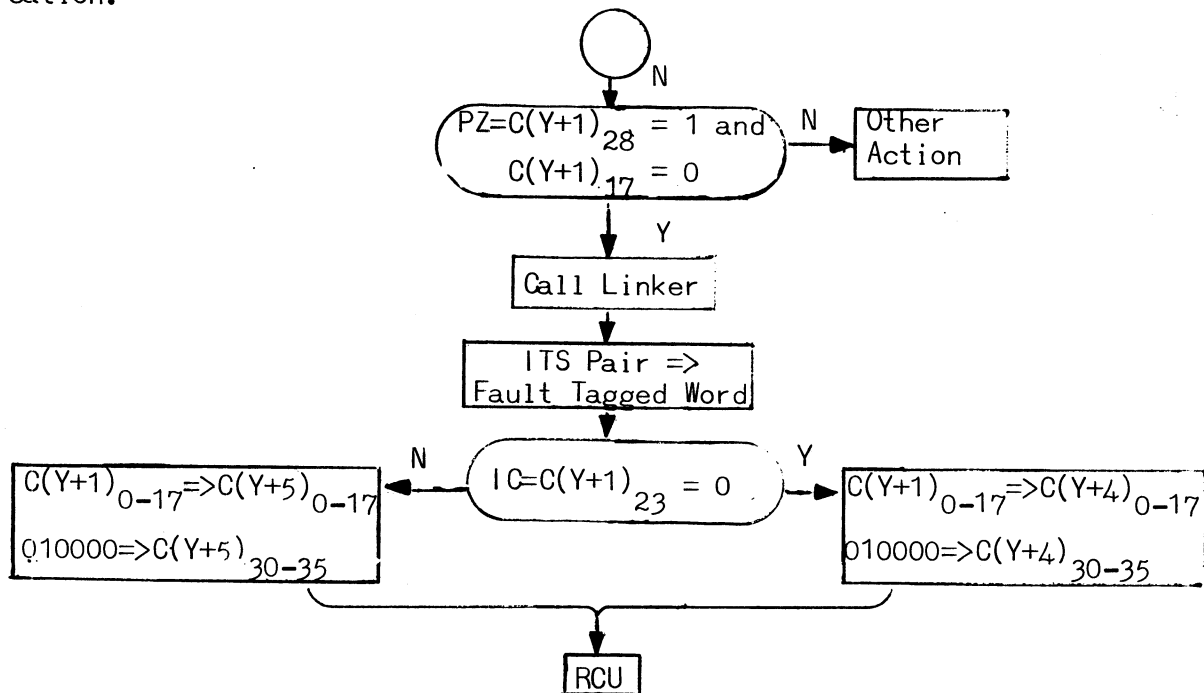 cation.
N
PZ=C(Y+1)28 = 1 and
C(Y+1)17 = 0
N
Other
Action
Y
Call Linker
ITS Pair =>
Fault Tagged Word
N
IC=C(Y+1)23 = 0
Y
C(Y+1)0-17=>C(Y+5)0-17
010000=>C(Y+5)30-35
C(Y+1)0-17=>C(Y+4)0-17
010000=>C(Y+4)30-35
RCU